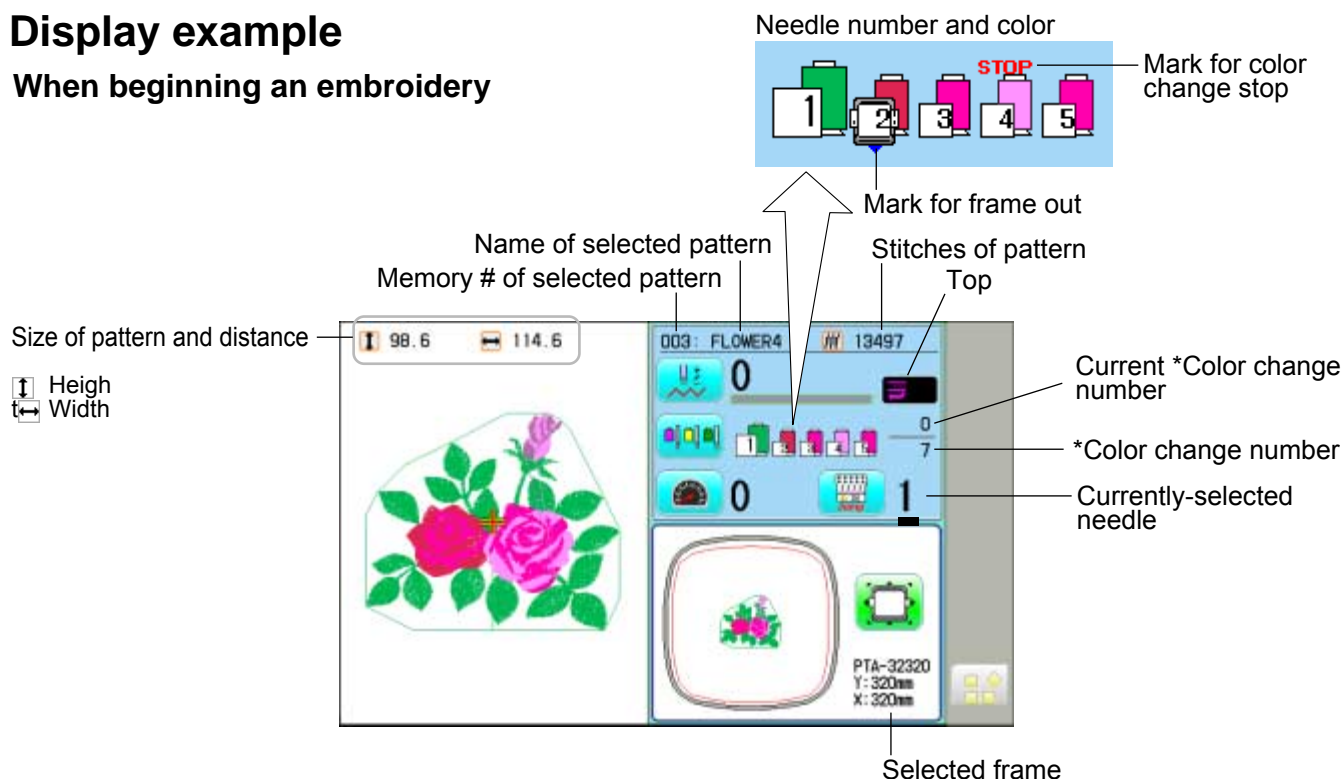 Display example
When beginning an embroidery
Needle number and color
STOP
Mark for color
change stop
1 2 3 4 5
Mark for frame out
Name of selected pattern
Stitches of pattern
Memory # of selected pattern
Top
Size of pattern and distance
98.6 114.6
003: FLOWER4 13497
Heigh
t Width
0
Current *Color change
number
1 2 3 4 5
0
7
*Color change number
0
1
Currently-selected
needle
PTA-32320
Y:320mm
X:320mm
Selected frame